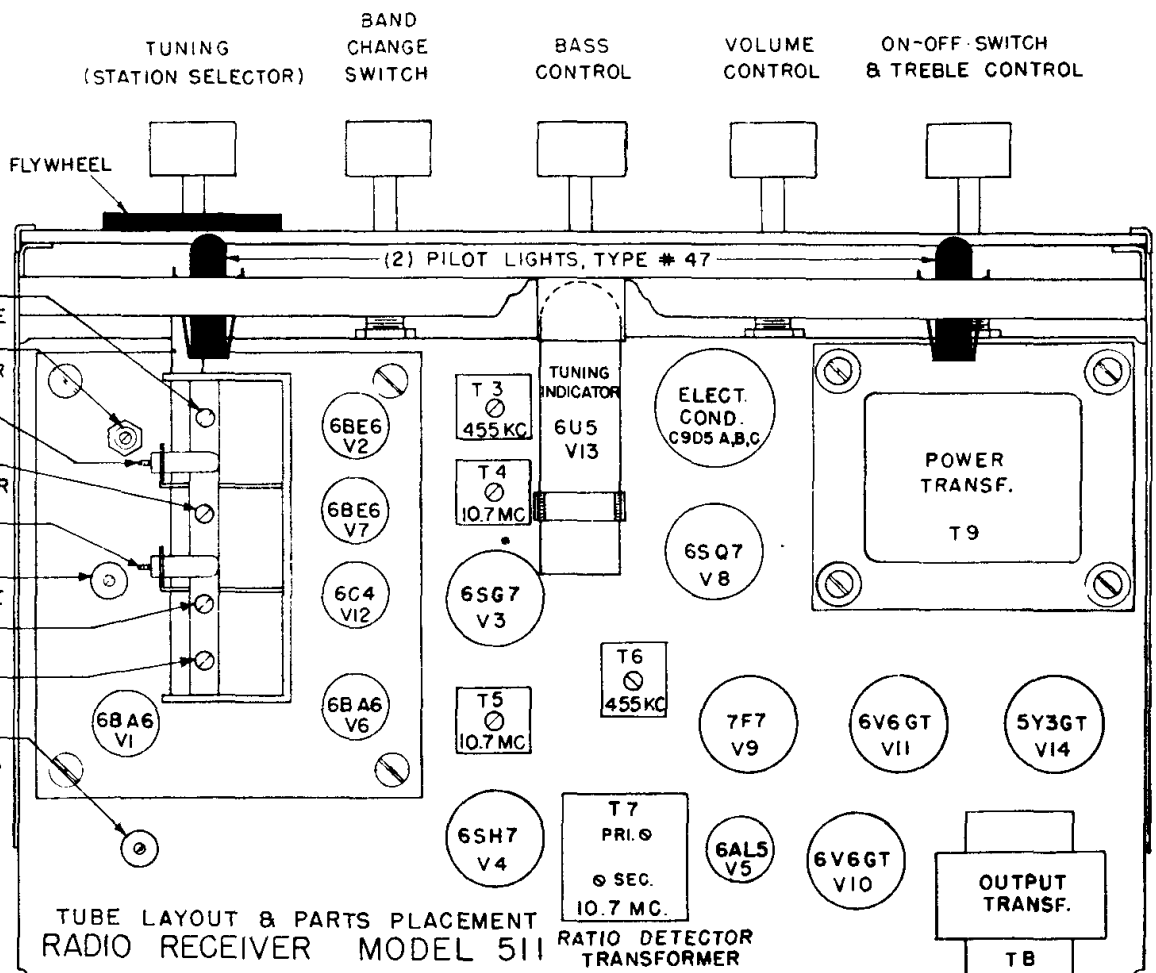 TUNING
(STATION SELECTOR)
BAND
CHANGE
SWITCH
BASS
CONTROL
VOLUME
CONTROL
ON-OFF SWITCH
& TREBLE CONTROL
FLYWHEEL
(2) PILOT LIGHTS, TYPE # 47
E
R
R
E
6BE6
V2
6BE6
V7
6C4
V12
6BA6
V6
6BA6
V1
T 3
455 KC
T 4
10.7 MC
TUNING
INDICATOR
6U5
V13
ELECT.
COND.
C9D5 A,B,C
POWER
TRANSF.
T9
6SQ7
V8
6SG7
V3
T6
455KC
T5
10.7 MC
7F7
V9
6V6GT
V11
5Y3GT
V14
6SH7
V4
T 7
PRI.
SEC.
10.7 MC.
6AL5
V5
6V6GT
V10
OUTPUT
TRANSF.
T8
TUBE LAYOUT & PARTS PLACEMENT
RADIO RECEIVER MODEL 511
RATIO DETECTOR
TRANSFORMER